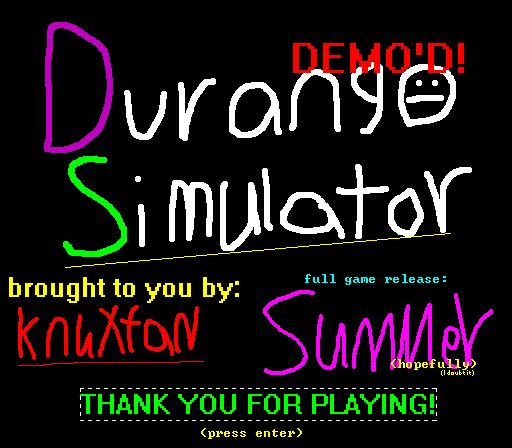 DEMO'D!
Durango
Simulator
brought to you by:
knuxfan
full game release:
Summer
(hopefully)
(I doubt it)
THANK YOU FOR PLAYING!
(press enter)